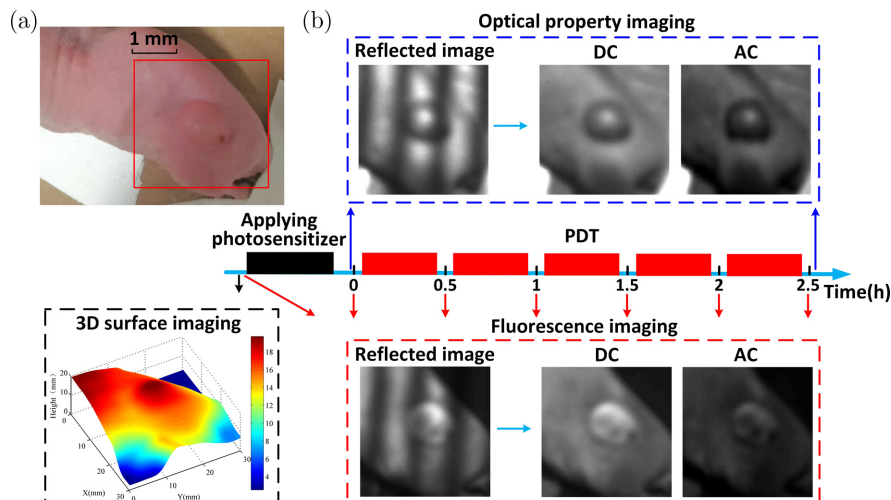 (a)
1 mm
(b)
Optical property imaging
Reflected image
DC
AC
Applying
photosensitizer
PDT
0
0.5
1
1.5
2
2.5
Time(h)
3D surface imaging
Height (mm)
20
10
0
0
10
20
30
X(mm)
0
10
20
30
Y(mm)
18
16
14
12
10
8
6
4
Fluorescence imaging
Reflected image
DC
AC